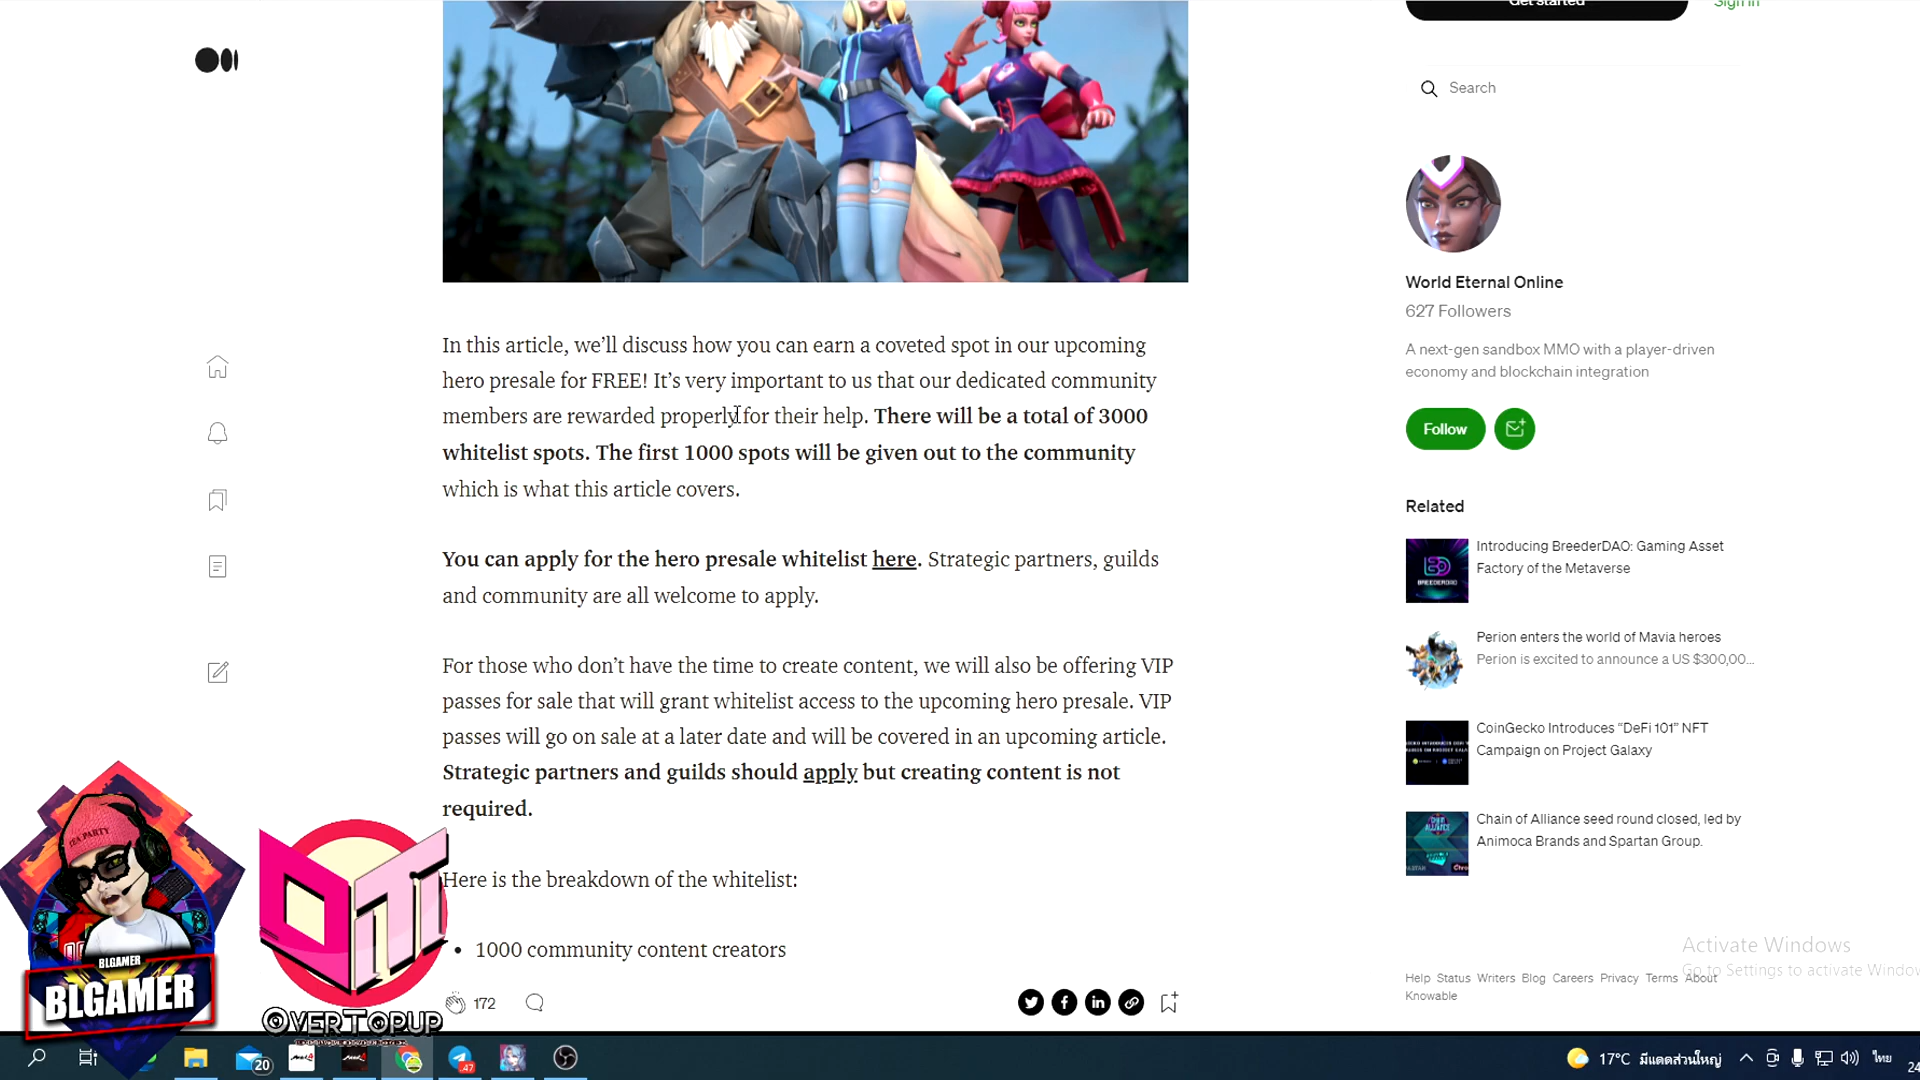 Get started
Sign In
Search
World Eternal Online
627 Followers
A next-gen sandbox MMO with a player-driven
economy and blockchain integration
Follow
Related
Introducing BreederDAO: Gaming Asset
Factory of the Metaverse
BREEDERDAO
Perion enters the world of Mavia heroes
Perion is excited to announce a US $300,00...
CoinGecko Introduces “DeFi 101” NFT
Campaign on Project Galaxy
Chain of Alliance seed round closed, led by
Animoca Brands and Spartan Group.
Help Status Writers Blog Careers Privacy Terms About
Knowable
Activate Windows
Go to Settings to activate Window
In this article, we’ll discuss how you can earn a coveted spot in our upcoming
hero presale for FREE! It’s very important to us that our dedicated community
members are rewarded properly for their help. There will be a total of 3000
whitelist spots. The first 1000 spots will be given out to the community
which is what this article covers.
You can apply for the hero presale whitelist here. Strategic partners, guilds
and community are all welcome to apply.
For those who don’t have the time to create content, we will also be offering VIP
passes for sale that will grant whitelist access to the upcoming hero presale. VIP
passes will go on sale at a later date and will be covered in an upcoming article.
Strategic partners and guilds should apply but creating content is not
required.
Here is the breakdown of the whitelist:
• 1000 community content creators
172
TEA PARTY
BLGAMER
BLGAMER
OTU
OVERTOPUP
20
47
17°C มีแดดส่วนใหญ่
ไทย
24